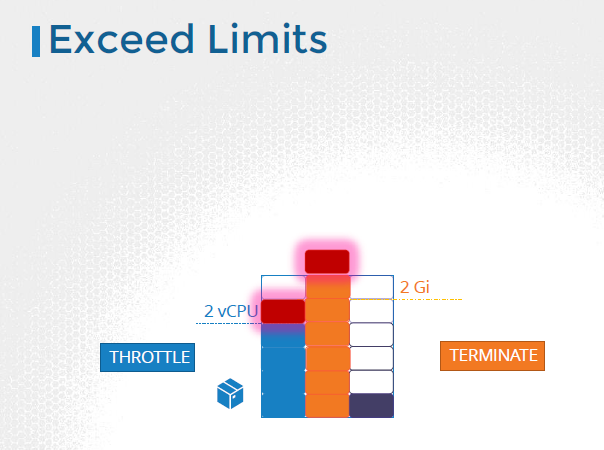 Exceed Limits
2 Gi
2 vCPU
THROTTLE
TERMINATE